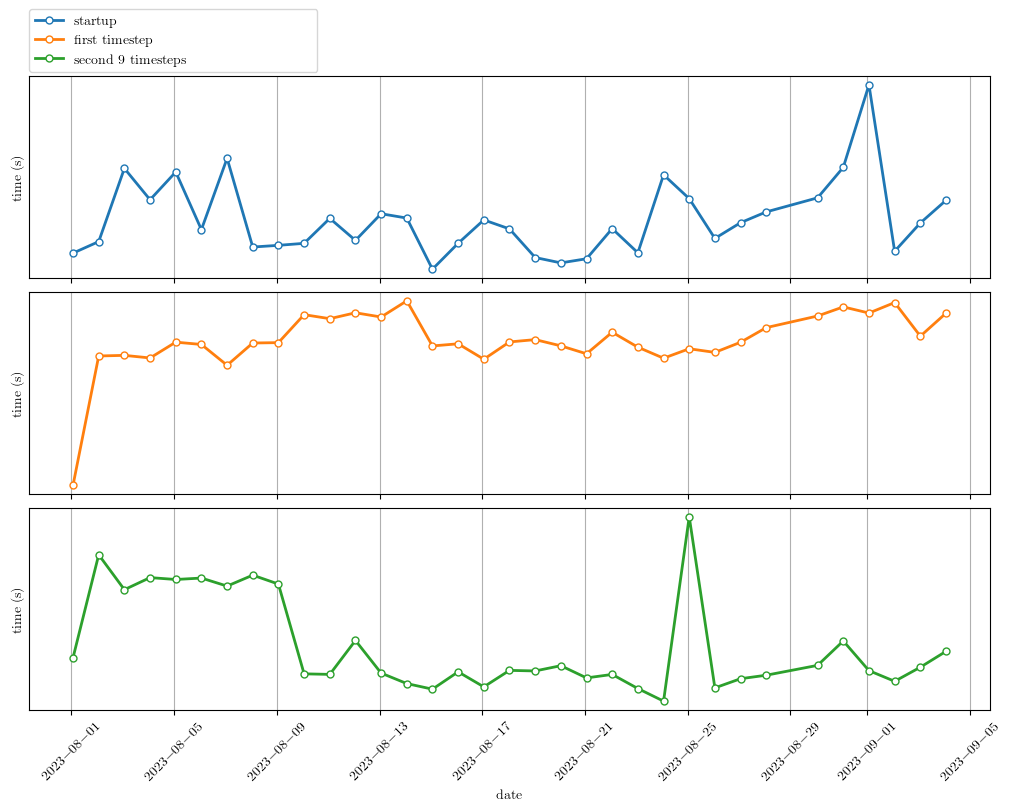 startup
first timestep
second 9 timesteps
time (s)
time (s)
time (s)
2023−08−01
2023−08−05
2023−08−09
2023−08−13
2023−08−17
2023−08−21
2023−08−25
2023−08−29
2023−09−01
2023−09−05
date